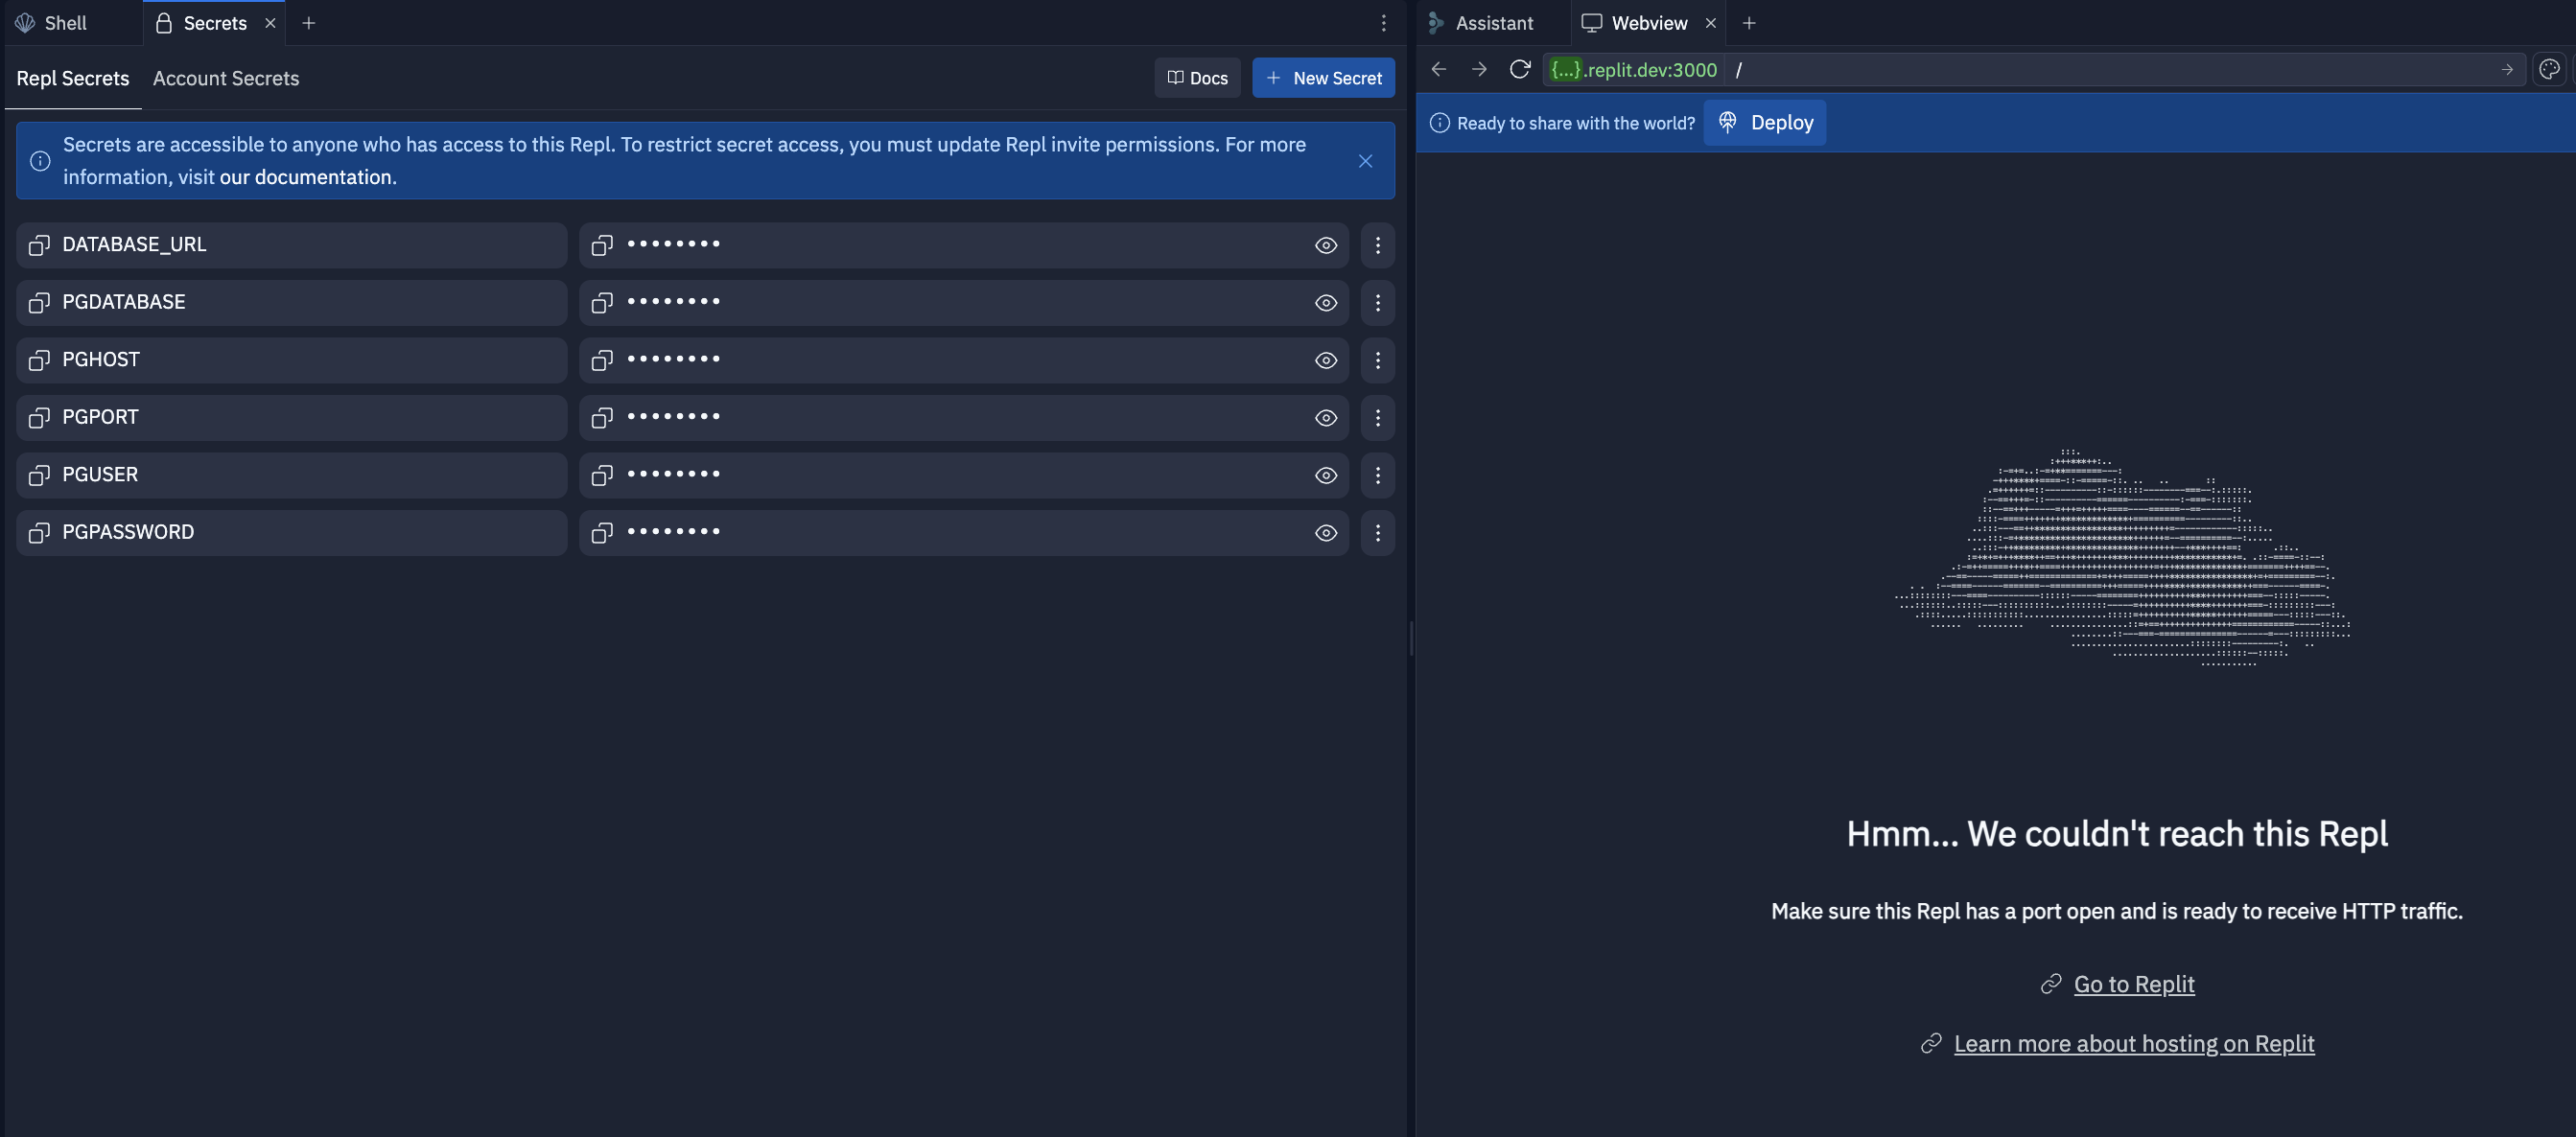 Shell
Secrets
Repl Secrets
Account Secrets
Docs
New Secret
Secrets are accessible to anyone who has access to this Repl. To restrict secret access, you must update Repl invite permissions. For more
information, visit our documentation.
DATABASE_URL
••••••••
PGDATABASE
••••••••
PGHOST
••••••••
PGPORT
••••••••
PGUSER
••••••••
PGPASSWORD
••••••••
Assistant
Webview
{...}.replit.dev:3000 /
Ready to share with the world?
Deploy
Hmm... We couldn't reach this Repl
Make sure this Repl has a port open and is ready to receive HTTP traffic.
Go to Replit
Learn more about hosting on Replit